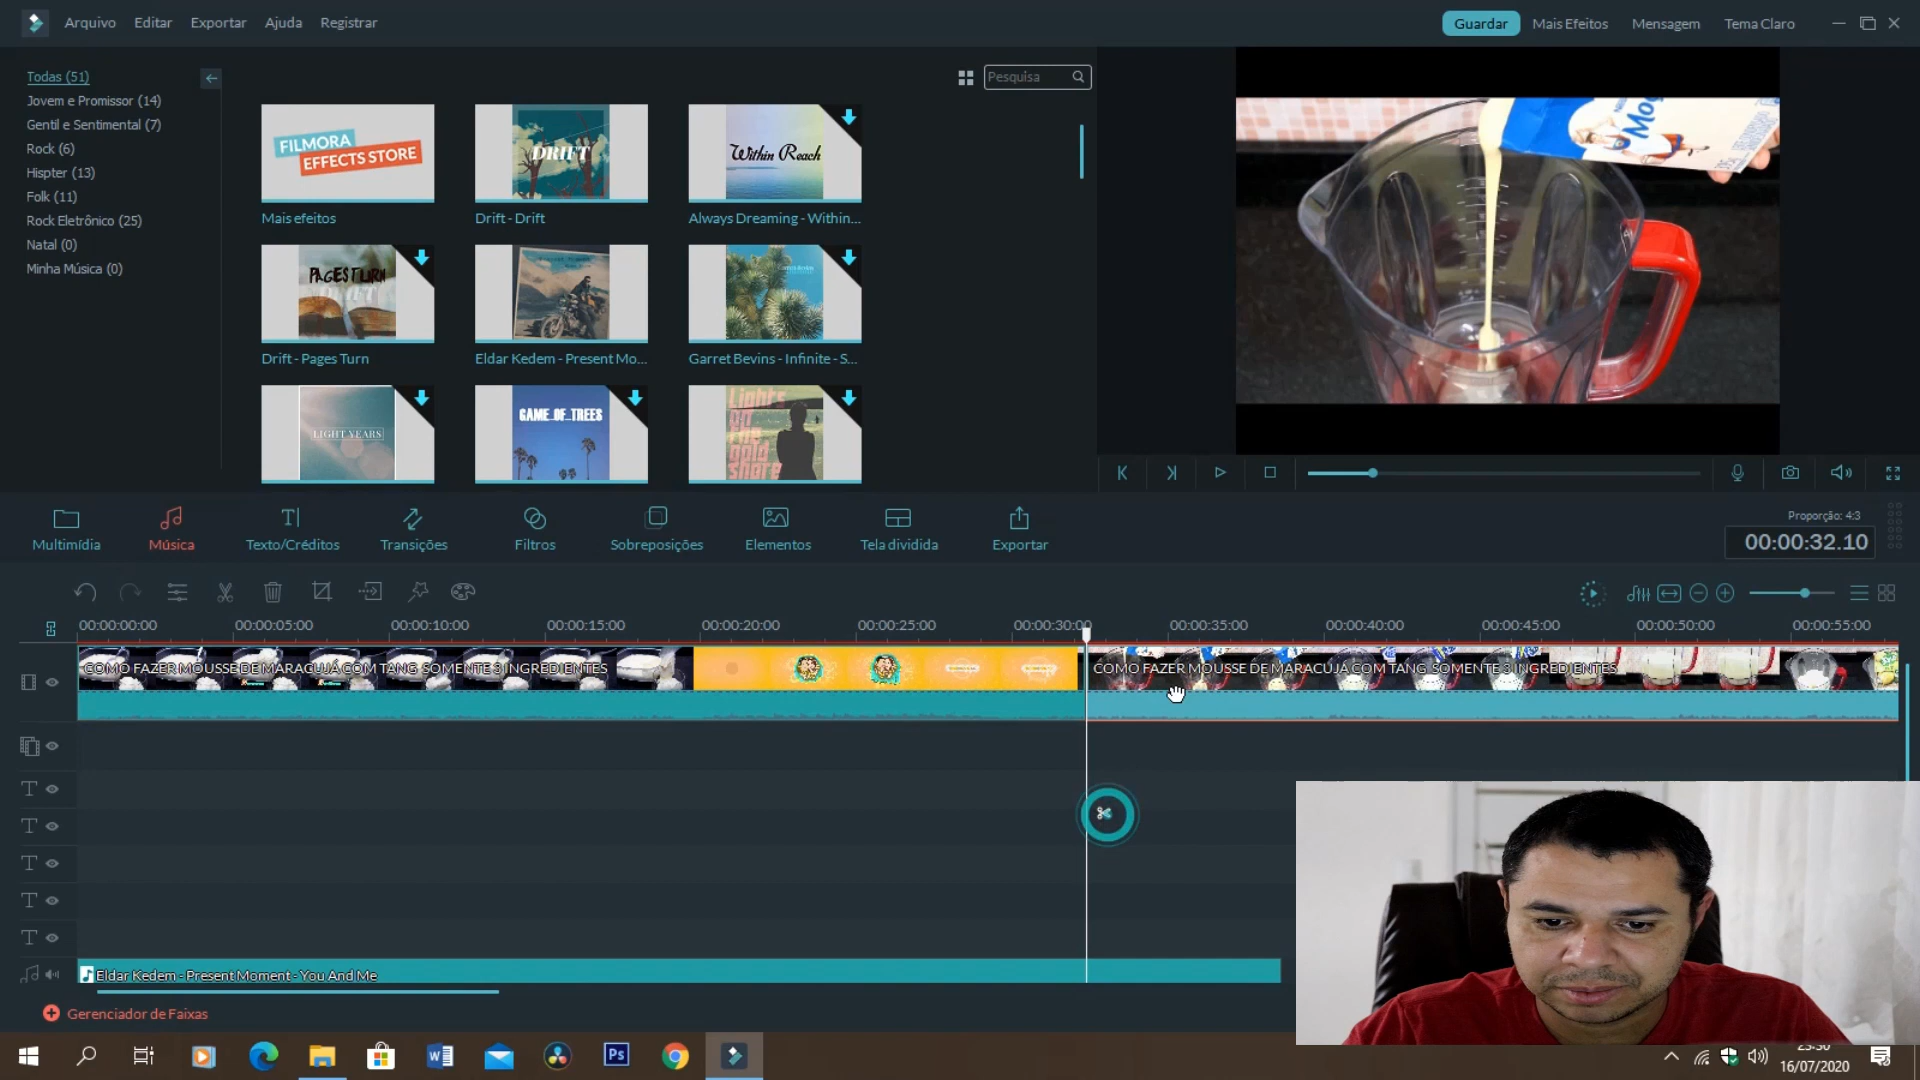 Arquivo Editar Exportar Ajuda Registrar
Guardar Mais Efeitos Mensagem Tema Claro
Todas (51)
Jovem e Promissor (14)
Gentil e Sentimental (7)
Rock (6)
Hispter (13)
Folk (11)
Rock Eletrônico (25)
Natal (0)
Minha Música (0)
Pesquisa
FILMORA
EFFECTS STORE
DRIFT
Within Reach
Mais efeitos
Drift - Drift
Always Dreaming - Within...
PAGES TURN
DRIFT
Drift - Pages Turn
Eldar Kedem - Present Mo...
Garret Bevins - Infinite - S...
LIGHT YEARS
GAME OF TREES
Lights
at
the
gold
shore
Proporção: 4:3
00:00:32.10
Multimídia
Música
Texto/Créditos
Transições
Filtros
Sobreposições
Elementos
Tela dividida
Exportar
00:00:00:00 00:00:05:00 00:00:10:00 00:00:15:00 00:00:20:00 00:00:25:00 00:00:30:00 00:00:35:00 00:00:40:00 00:00:45:00 00:00:50:00 00:00:55:00
COMO FAZER MOUSSE DE MARACUJÁ COM TANG SOMENTE 3 INGREDIENTES
COMO FAZER MOUSSE DE MARACUJÁ COM TANG SOMENTE 3 INGREDIENTES
Eldar Kedem - Present Moment - You And Me
Gerenciador de Faixas
Ps
16/07/2020